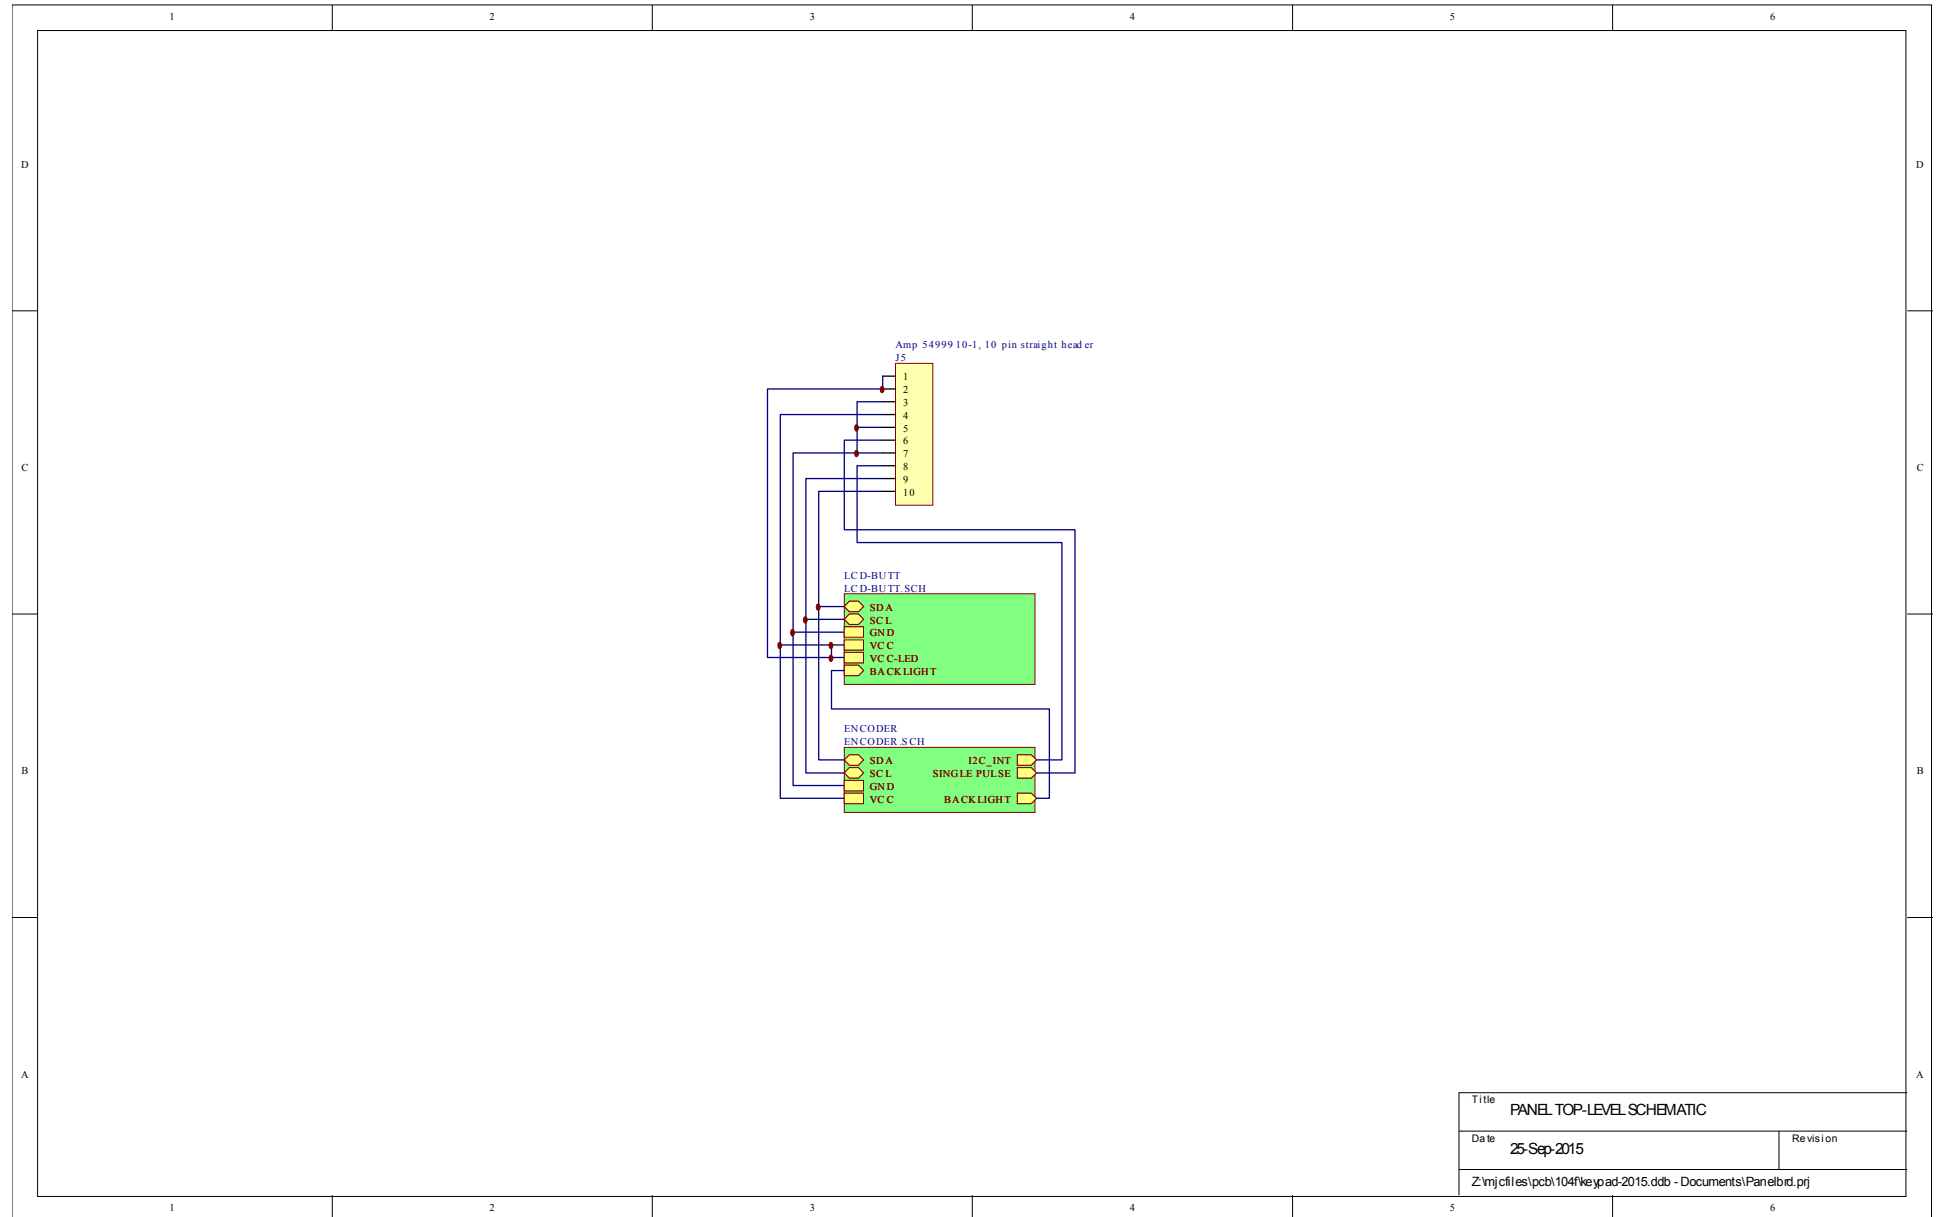 1 2 3 4 5 6
D D
Amp 5499910-1, 10 pin straight header
J5
1
2
3
4
5
6
7
8
9
10
C C
LCD-BUTT
LCD-BUTT.SCH
SDA
SCL
GND
VCC
VCC-LED
BACKLIGHT
ENCODER
ENCODER.SCH
SDA I2C_INT
SCL SINGLE PULSE
GND
VCC BACKLIGHT
B B
A A
Title PANEL TOP-LEVEL SCHEMATIC
Date 25-Sep-2015 Revision
Z:\mjcfiles\pcb\104f\keypad-2015.ddb - Documents\Panelbrd.prj
1 2 3 4 5 6